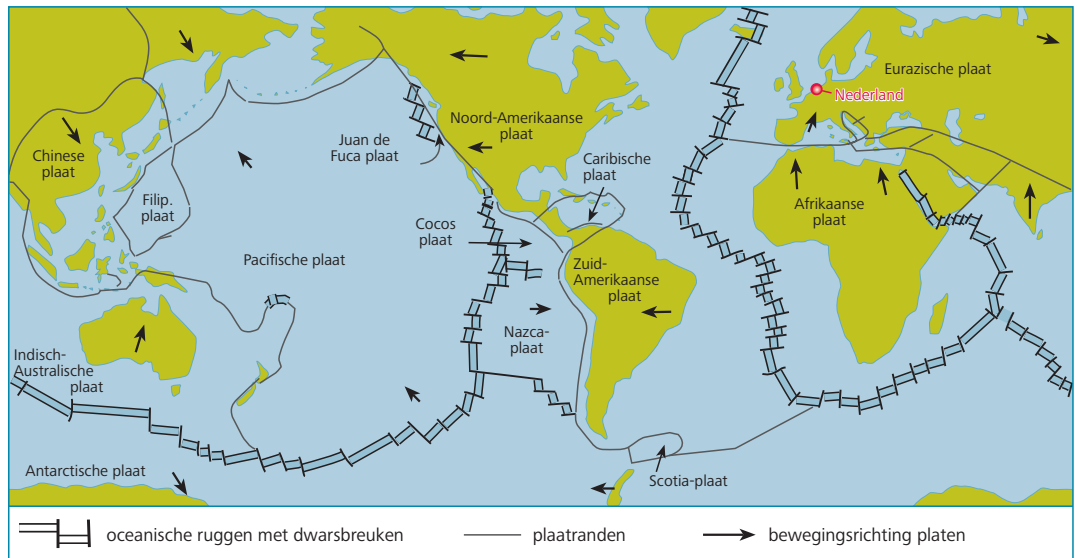 Eurazische plaat
Nederland
Noord-Amerikaanse
plaat
Juan de
Fuca plaat
Chinese
plaat
Caribische
plaat
Filip.
plaat
Afrikaanse
plaat
Cocos
plaat
Pacifische plaat
Zuid-
Amerikaanse
plaat
Nazca-
plaat
Indisch-
Australische
plaat
Antarctische plaat
Scotia-plaat
oceanische ruggen met dwarsbreuken
plaatranden
bewegingsrichting platen